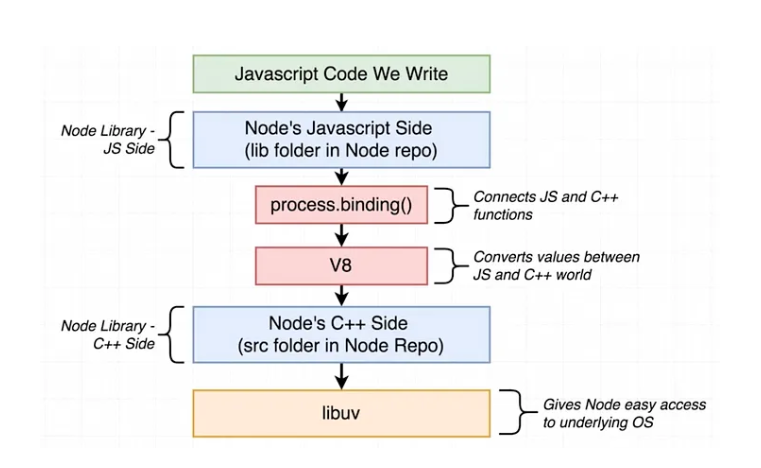 Javascript Code We Write
Node Library -
JS Side
Node's Javascript Side
(lib folder in Node repo)
process.binding()
Connects JS and C++
functions
V8
Converts values between
JS and C++ world
Node Library -
C++ Side
Node's C++ Side
(src folder in Node Repo)
libuv
Gives Node easy access
to underlying OS